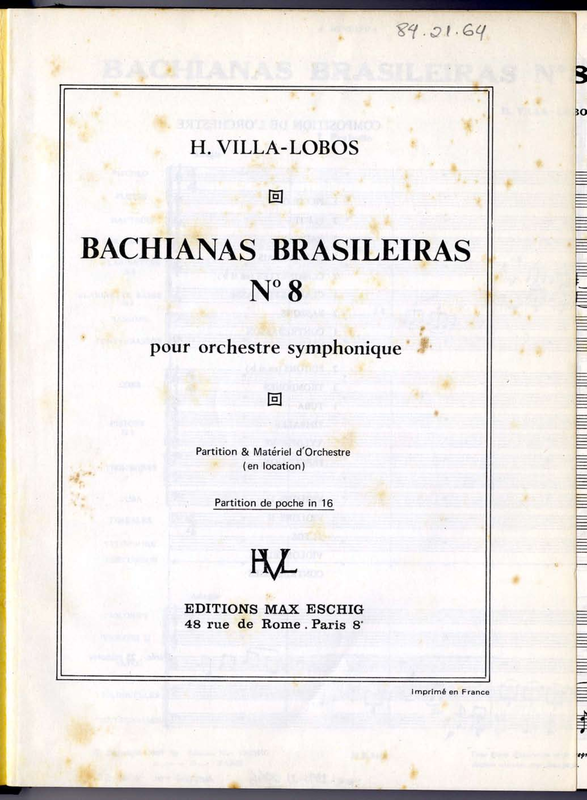 84.21.64
H. VILLA-LOBOS
BACHIANAS BRASILEIRAS
Nº 8
pour orchestre symphonique
Partition & Matériel d'Orchestre
(en location)
Partition de poche in 16
HVL
EDITIONS MAX ESCHIG
48 rue de Rome . Paris 8ᵉ
Imprimé en France